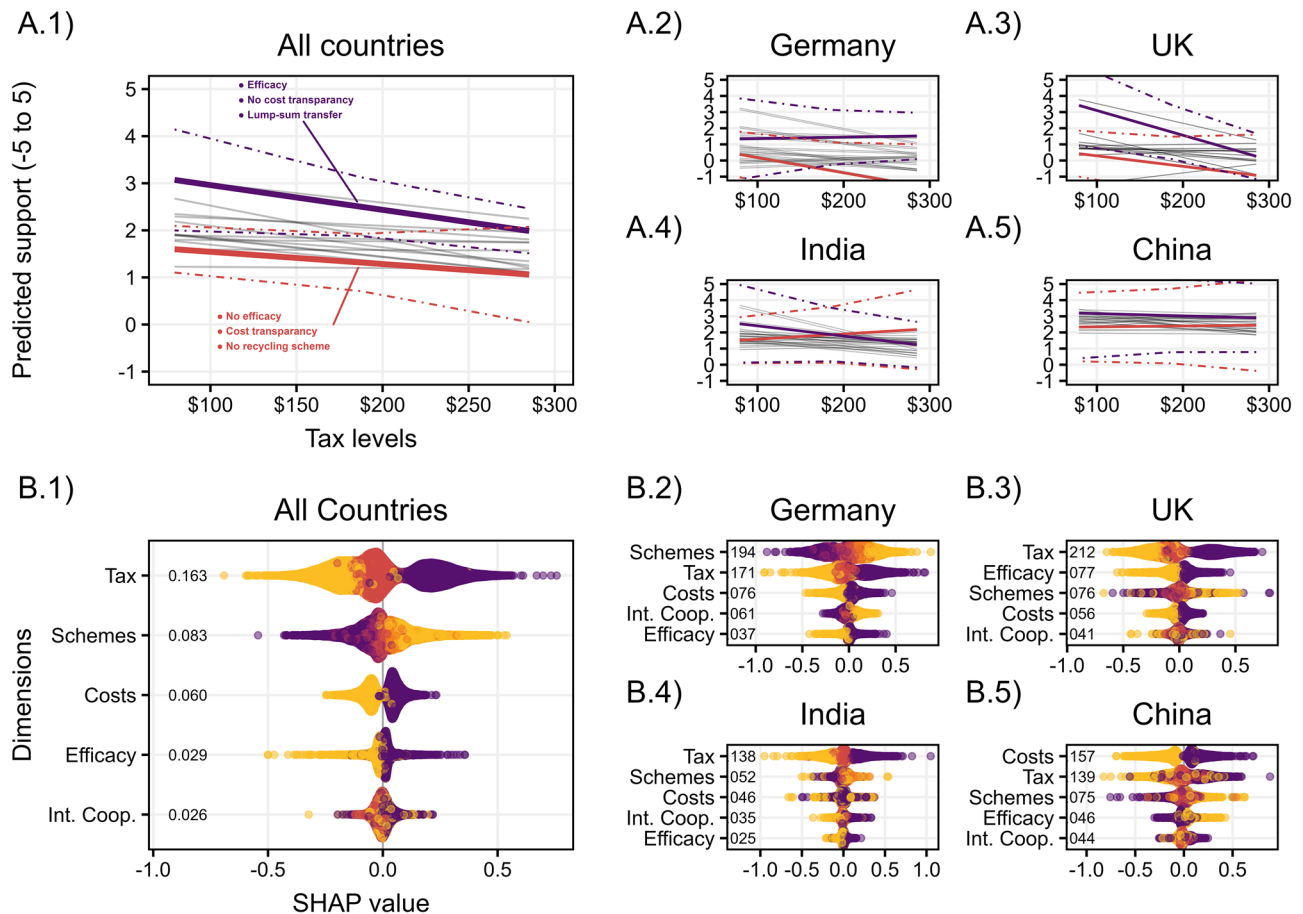 A.1)
All countries
Predicted support (-5 to 5)
5
4
3
2
1
0
-1
• Efficacy
• No cost transparancy
• Lump-sum transfer
• No efficacy
• Cost transparancy
• No recycling scheme
$100 $150 $200 $250 $300
Tax levels
A.2)
Germany
5
4
3
2
1
0
-1
$100 $200 $300
A.3)
UK
5
4
3
2
1
0
-1
$100 $200 $300
A.4)
India
5
4
3
2
1
0
-1
$100 $200 $300
A.5)
China
5
4
3
2
1
0
-1
$100 $200 $300
B.1)
All Countries
Dimensions
Tax 0.163
Schemes 0.083
Costs 0.060
Efficacy 0.029
Int. Coop. 0.026
-1.0 -0.5 0.0 0.5
SHAP value
B.2)
Germany
Schemes 194
Tax 171
Costs 076
Int. Coop. 061
Efficacy 037
-1.0 -0.5 0.0 0.5
B.3)
UK
Tax 212
Efficacy 077
Schemes 076
Costs 056
Int. Coop. 041
-1.0 -0.5 0.0 0.5
B.4)
India
Tax 138
Schemes 052
Costs 046
Int. Coop. 035
Efficacy 025
-1.0 -0.5 0.0 0.5 1.0
B.5)
China
Costs 157
Tax 139
Schemes 075
Efficacy 046
Int Coop. 044
-1.0 -0.5 0.0 0.5